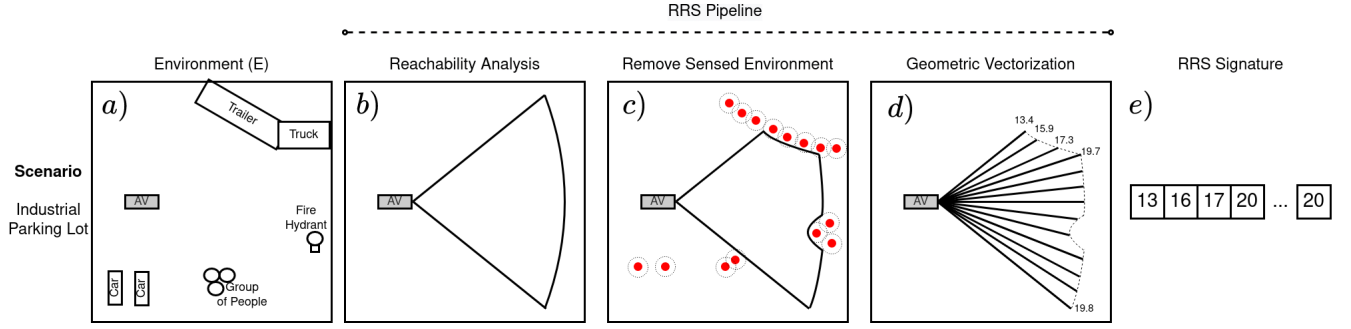 RRS Pipeline
Environment (E)
Reachability Analysis
Remove Sensed Environment
Geometric Vectorization
RRS Signature
a)
b)
c)
d)
e)
Scenario
Industrial
Parking Lot
Trailer
Truck
AV
Fire
Hydrant
Car
Car
Group
of People
AV
AV
AV
13.4
15.9
17.3
19.7
19.8
13 16 17 20 ... 20